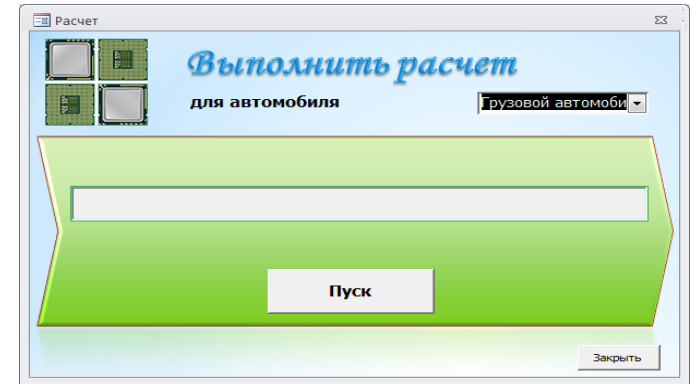 Расчет
Выполнить расчет
для автомобиля
Грузовой автомоби
Пуск
Закрыть